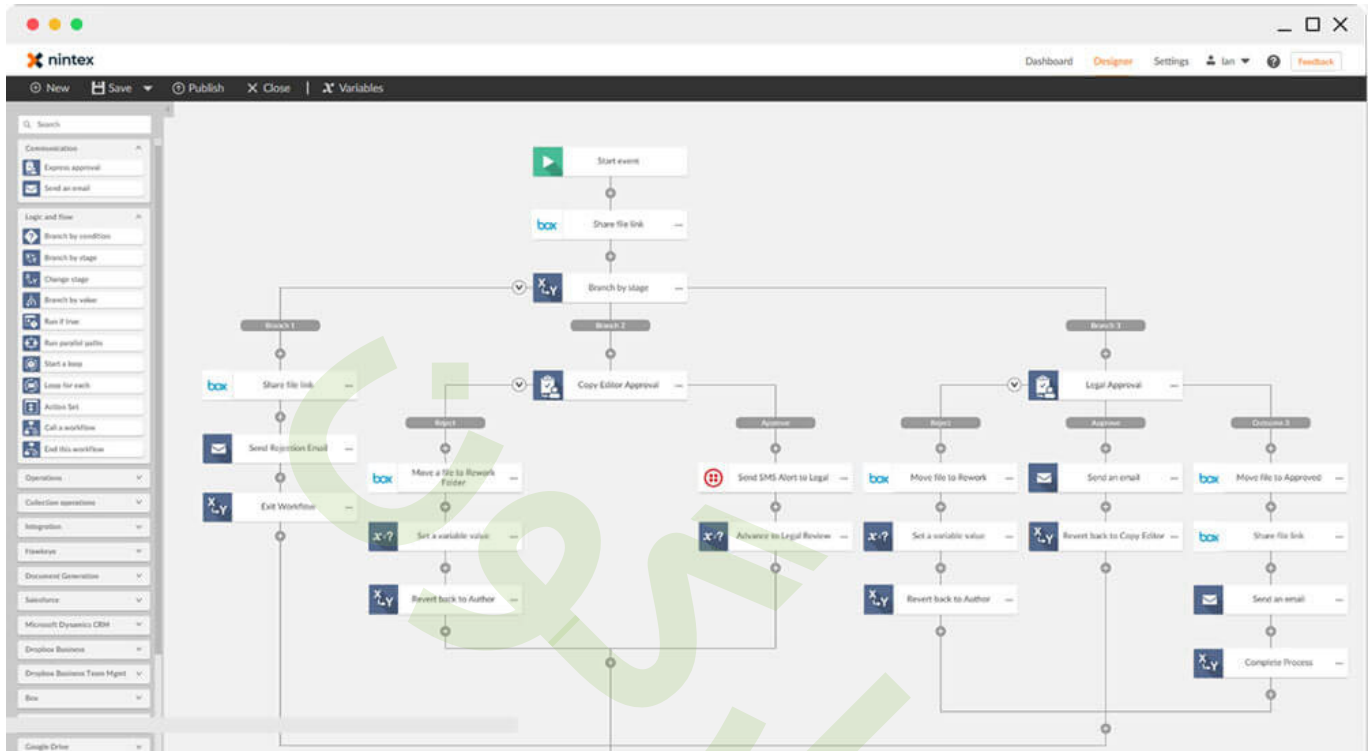 nintex
Dashboard Designer Settings Ian Feedback
New Save Publish Close | X Variables
Search
Communication
Express approval
Send an email
Logic and flow
Branch by condition
Branch by stage
Change stage
Branch by value
Run if true
Run parallel paths
Start a loop
Loop for each
Action Set
Call a workflow
End this workflow
Operations
Collection operations
Integration
Hawkeye
Document Generation
Salesforce
Microsoft Dynamics CRM
Dropbox Business
Dropbox Business Team Mgmt
Box
Google Drive
Start event
box Share file link
X Y Branch by stage
Branch 1 Branch 2 Branch 3
box Share file link
Send Rejection Email
X Y Exit Workflow
Copy Editor Approval
Reject Approve
box Move a file to Rework Folder
x=? Set a variable value
X Y Revert back to Author
Send SMS Alert to Legal
x=? Advance to Legal Review
Legal Approval
Reject Approve Outcome 3
box Move file to Rework
x=? Set a variable value
X Y Revert back to Author
Send an email
X Y Revert back to Copy Editor
box Move file to Approved
box Share file link
Send an email
X Y Complete Process